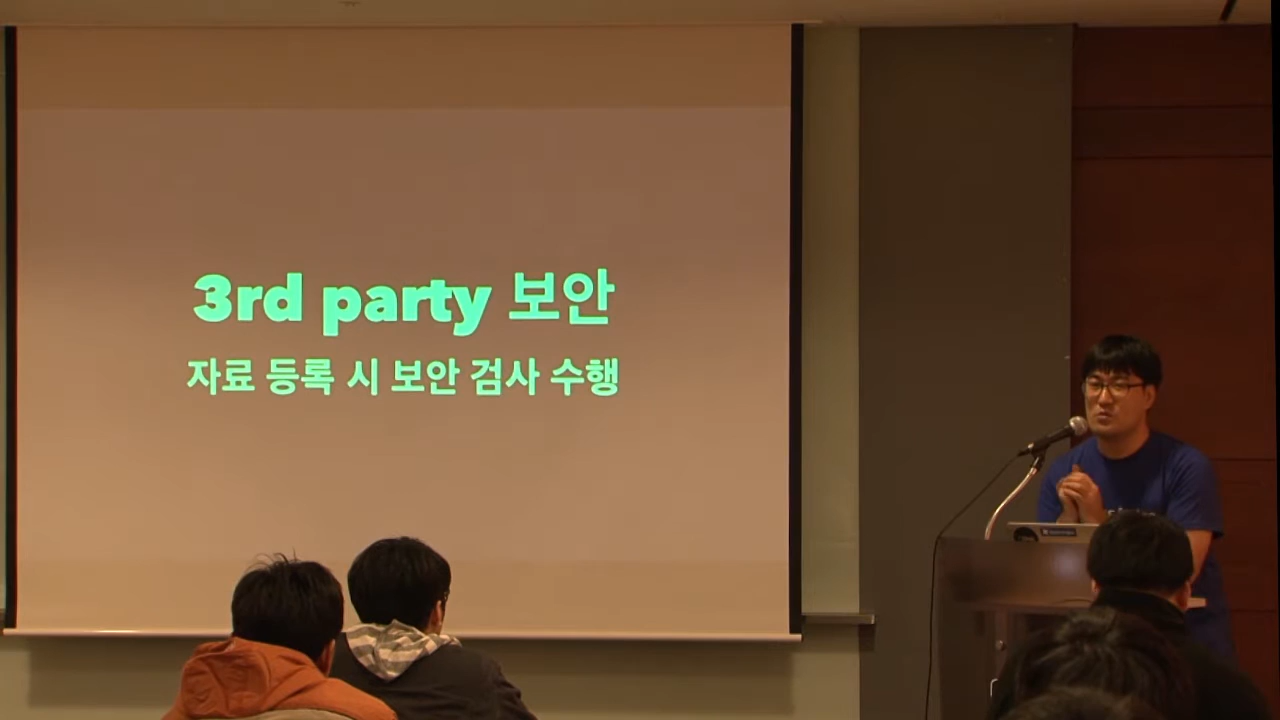 3rd party 보안
자료 등록 시 보안 검사 수행